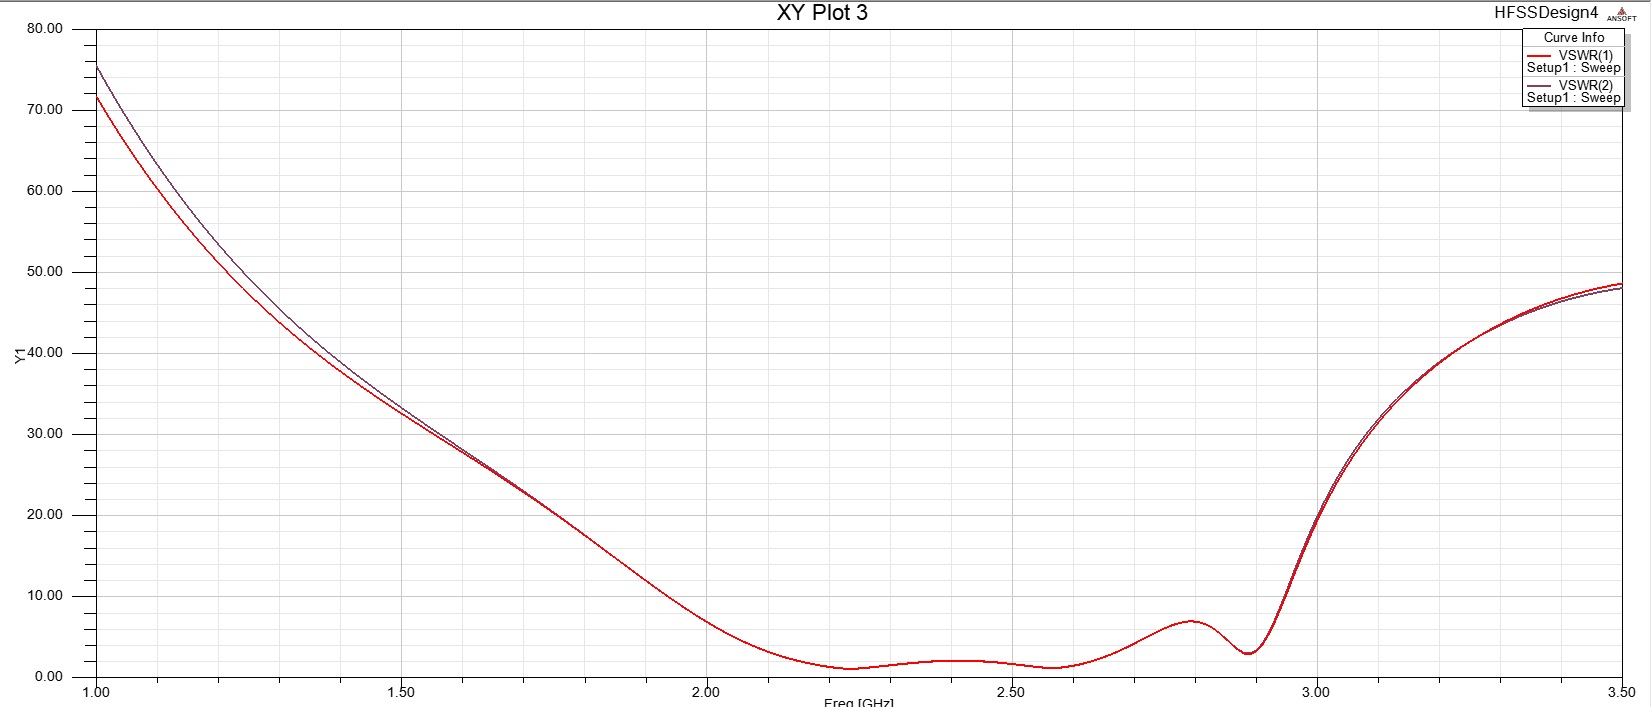 XY Plot 3
HFSSDesign4
ANSOFT
Curve Info
VSWR(1)
Setup1 : Sweep
VSWR(2)
Setup1 : Sweep
80.00
70.00
60.00
50.00
40.00
30.00
20.00
10.00
0.00
Y1
1.00
1.50
2.00
2.50
3.00
3.50
Freq [GHz]